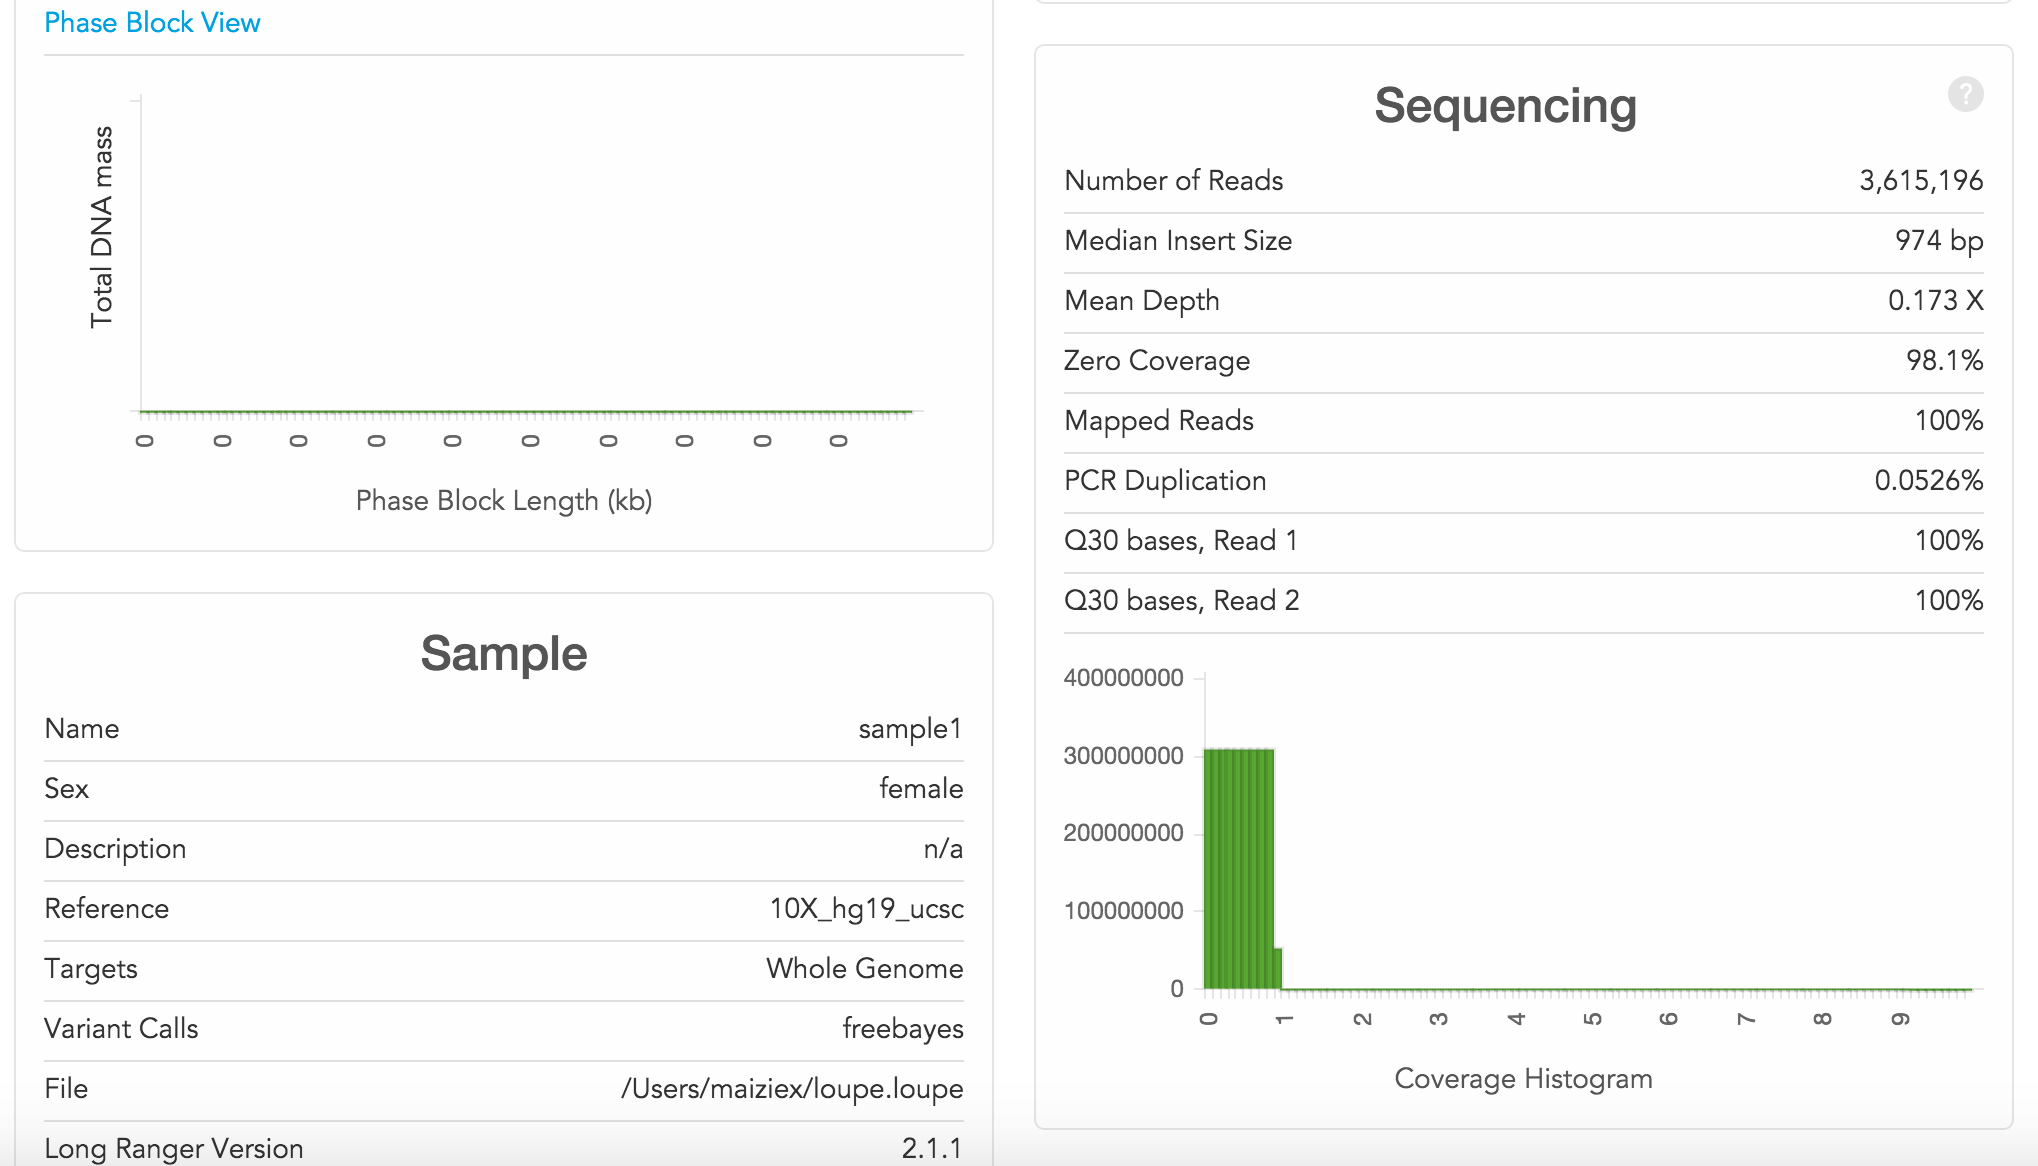 Phase Block View
Total DNA mass
0 0 0 0 0 0 0 0 0 0
Phase Block Length (kb)
Sample
Name sample1
Sex female
Description n/a
Reference 10X_hg19_ucsc
Targets Whole Genome
Variant Calls freebayes
File /Users/maiziex/loupe.loupe
Long Ranger Version 2.1.1
Sequencing
?
Number of Reads 3,615,196
Median Insert Size 974 bp
Mean Depth 0.173 X
Zero Coverage 98.1%
Mapped Reads 100%
PCR Duplication 0.0526%
Q30 bases, Read 1 100%
Q30 bases, Read 2 100%
400000000
300000000
200000000
100000000
0
0 1 2 3 4 5 6 7 8 9
Coverage Histogram